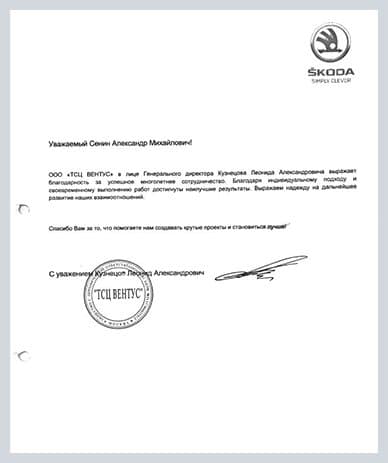 ŠKODA
SIMPLY CLEVER
Уважаемый Сенин Александр Михайлович!
ООО «ТСЦ ВЕНТУС» в лице Генерального директора Кузнецова Леонида Александровича выражает
благодарность за успешное многолетнее сотрудничество. Благодаря индивидуальному подходу и
своевременному выполнению работ достигнуты наилучшие результаты. Выражаем надежду на дальнейшее
развитие наших взаимоотношений.
Спасибо Вам за то, что помогаете нам создавать крутые проекты и становиться лучше!
С уважением Кузнецов Леонид Александрович
"ТСЦ ВЕНТУС"
МОСКВА